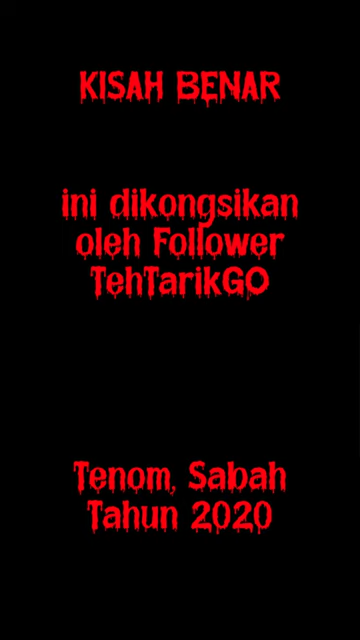 KISAH BENAR
ini dikongsikan
oleh Follower
TehTarikGO
Tenom, Sabah
Tahun 2020